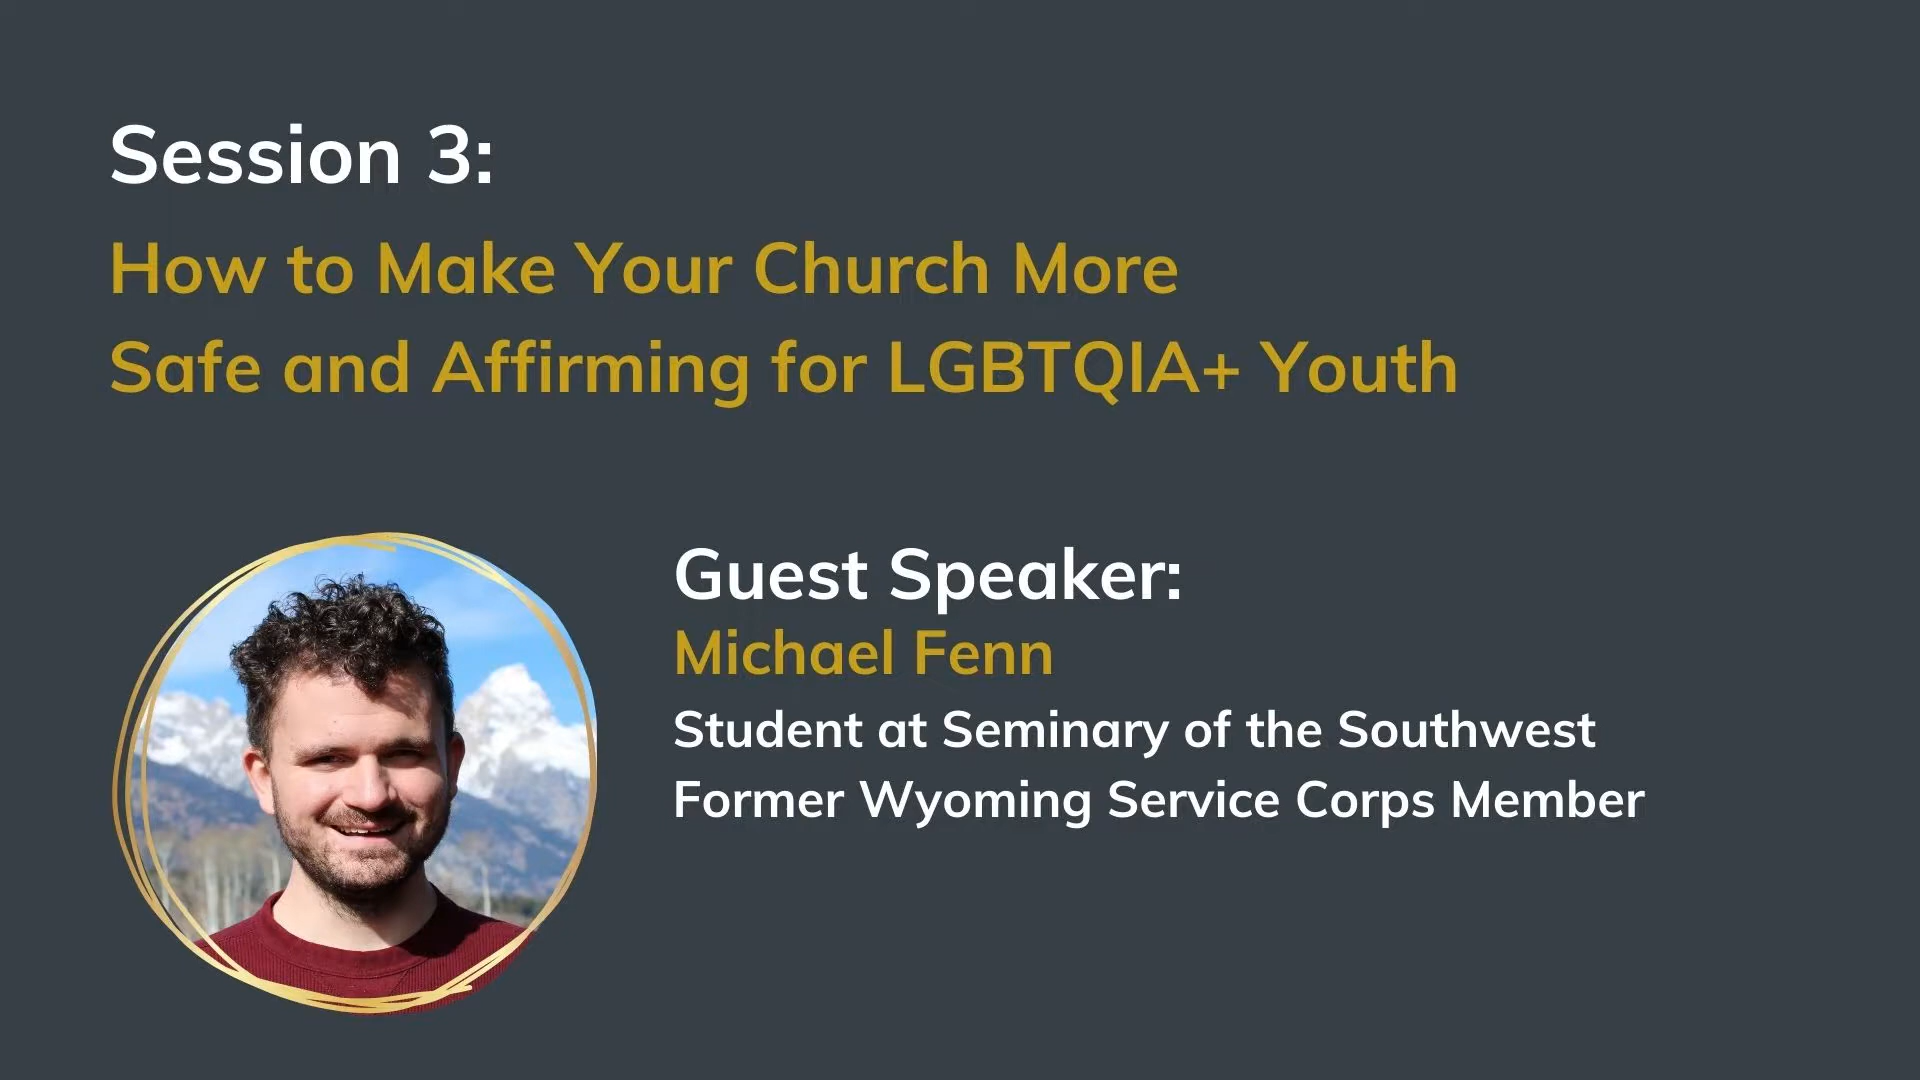 Session 3:
How to Make Your Church More
Safe and Affirming for LGBTQIA+ Youth
Guest Speaker:
Michael Fenn
Student at Seminary of the Southwest
Former Wyoming Service Corps Member